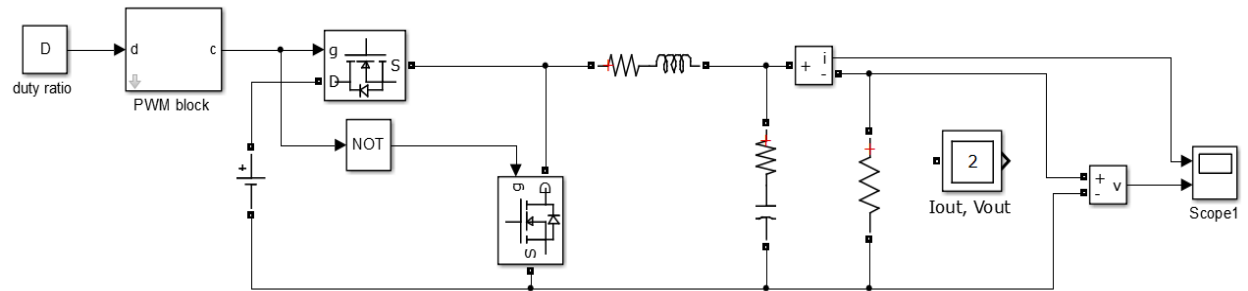 D
duty ratio
d
c
PWM block
g
D
S
NOT
g
D
S
+
+
+
i
-
+
+
2
Iout, Vout
+
-
v
Scope1